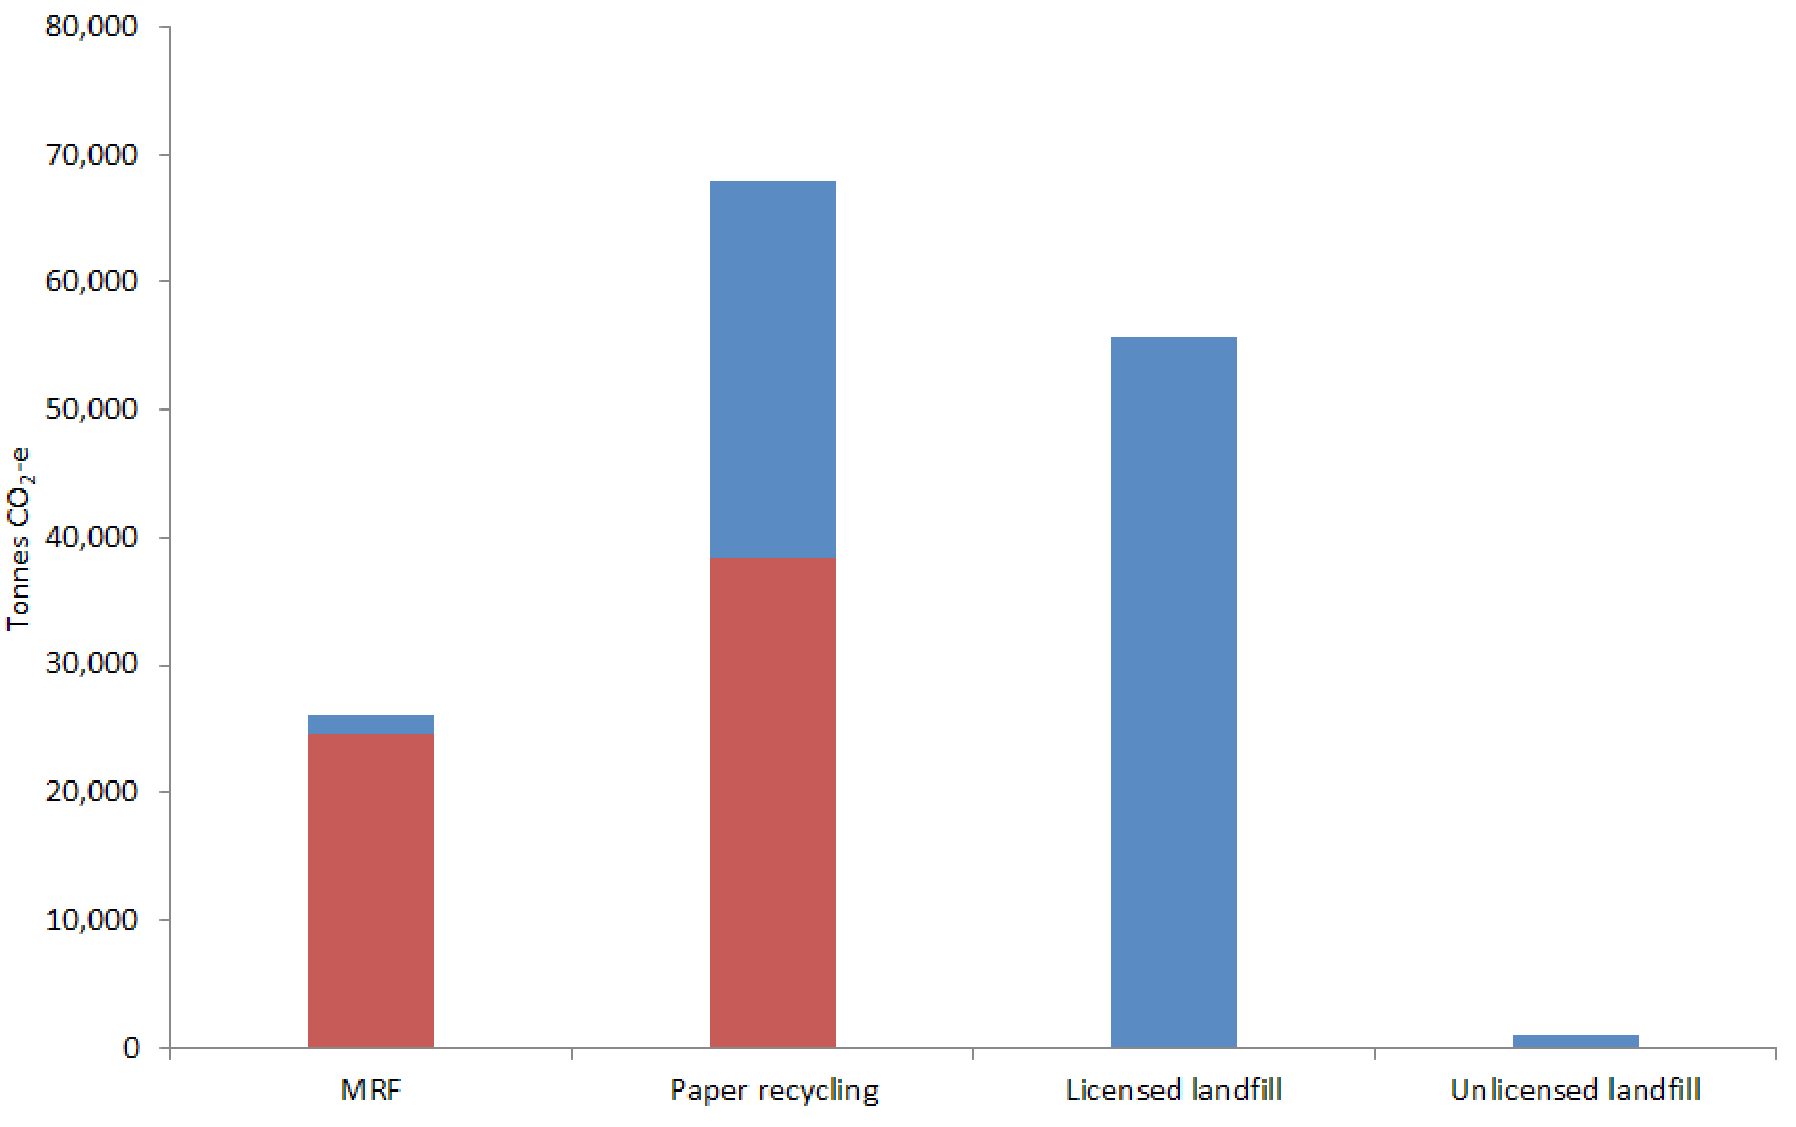 80,000
70,000
60,000
50,000
40,000
30,000
20,000
10,000
0
Tonnes CO₂-e
MRF
Paper recycling
Licensed landfill
Unlicensed landfill